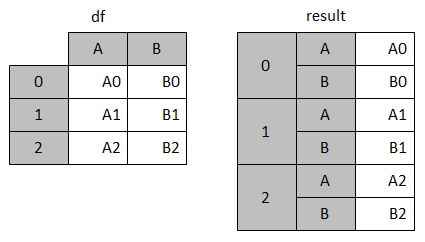 df
A B
0 A0 B0
1 A1 B1
2 A2 B2
result
0 A A0
B B0
1 A A1
B B1
2 A A2
B B2